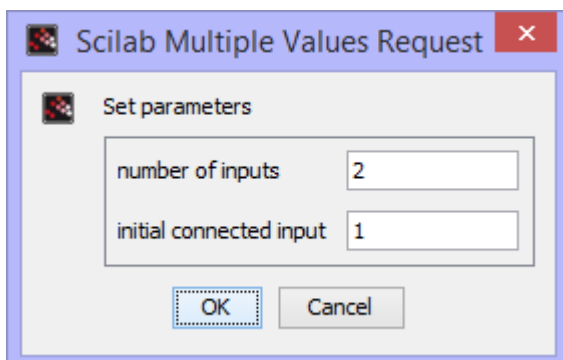 Scilab Multiple Values Request
Set parameters
number of inputs 2
initial connected input 1
OK Cancel